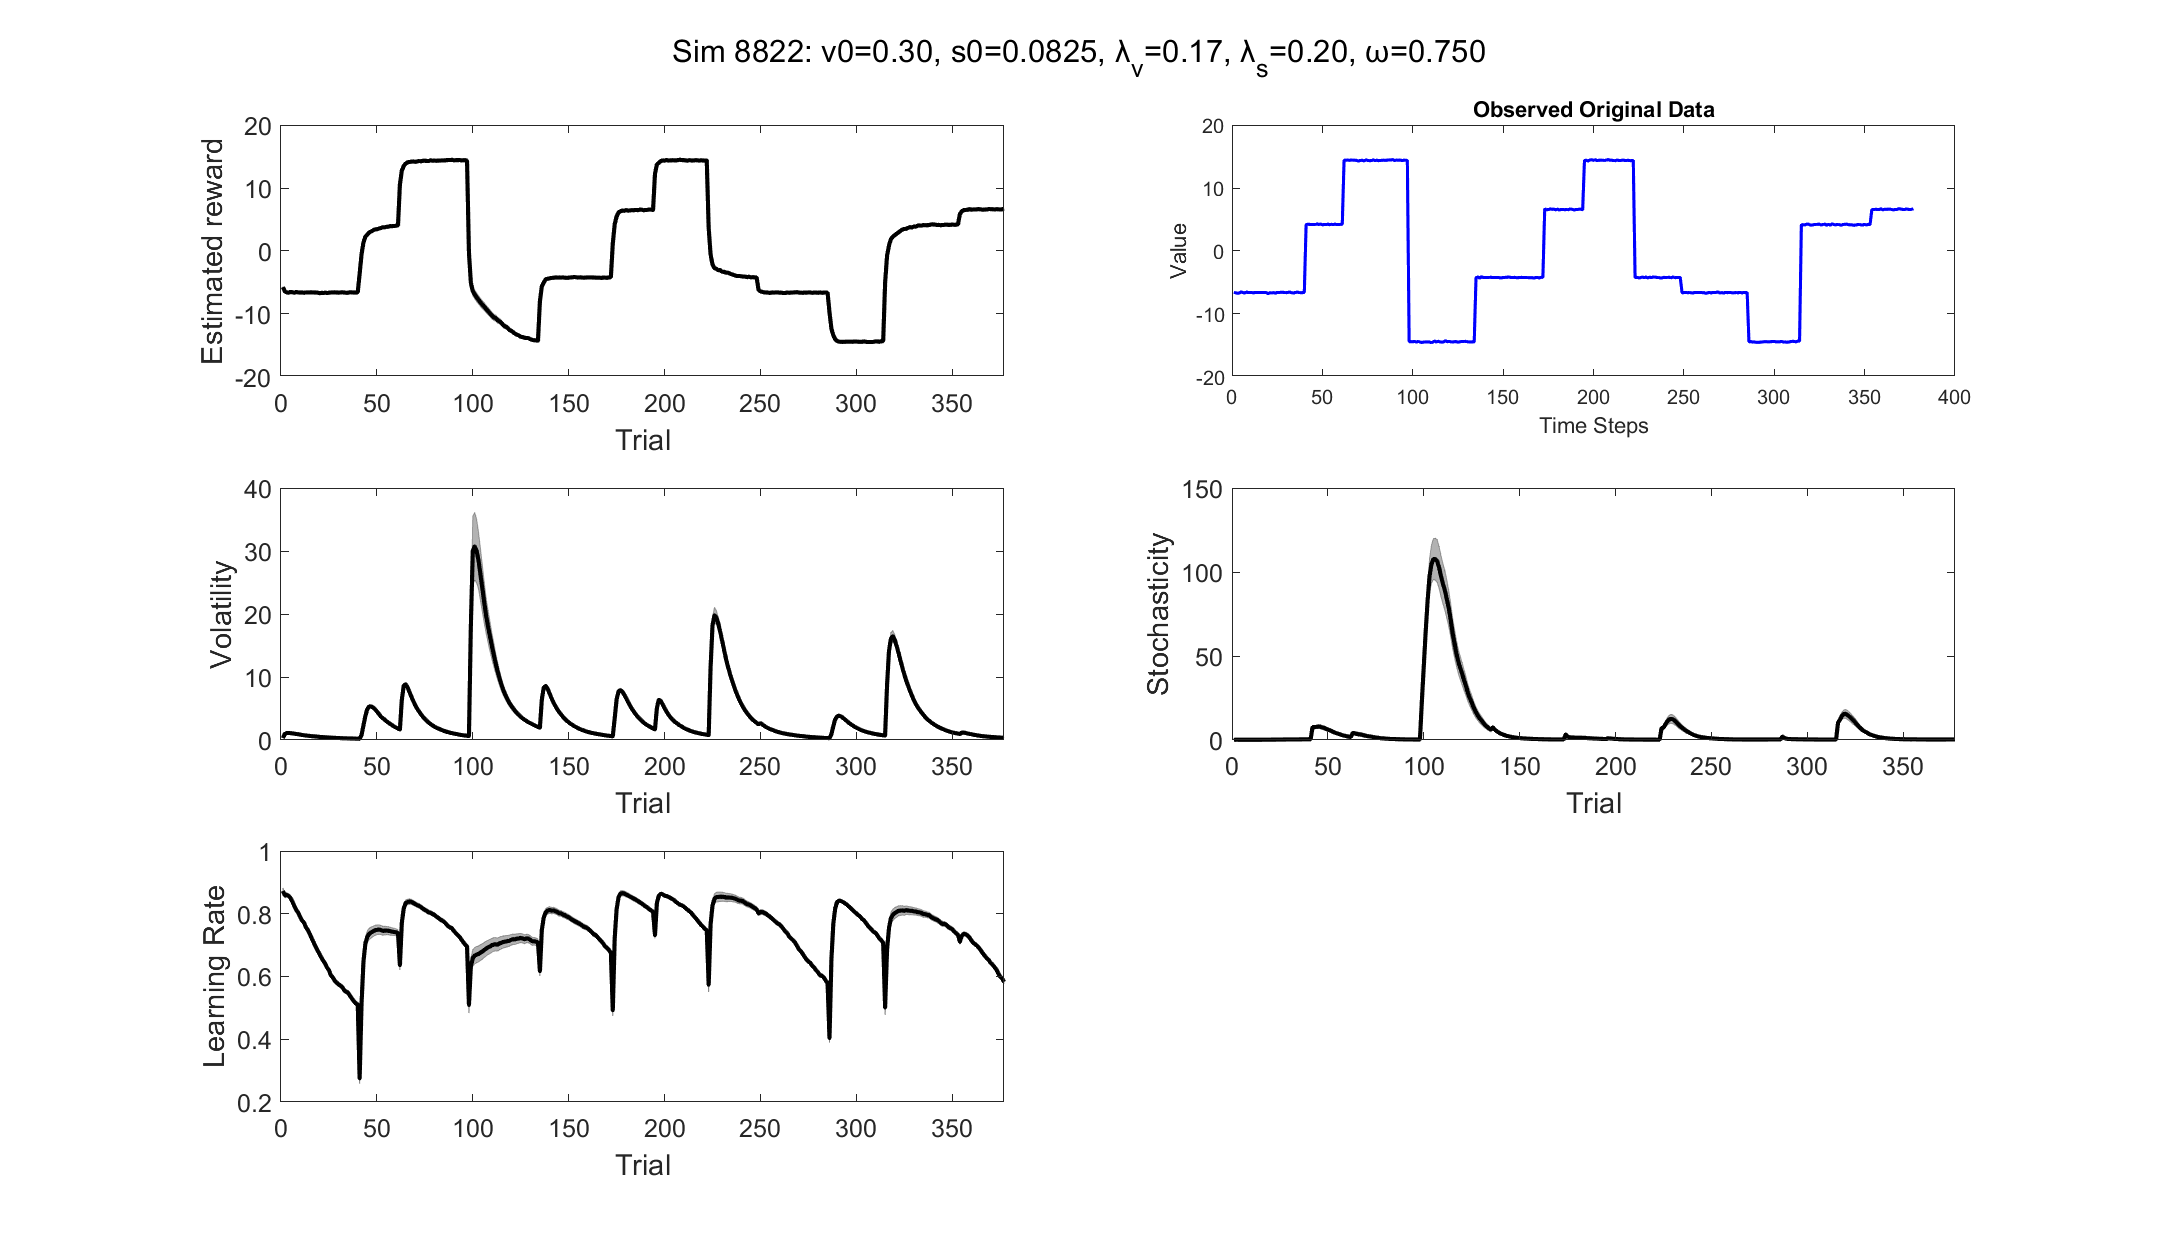 Sim 8822: v0=0.30, s0=0.0825, λv=0.17, λs=0.20, ω=0.750
Estimated reward
20
10
0
-10
-20
0 50 100 150 200 250 300 350
Trial
Observed Original Data
Value
20
10
0
-10
-20
0 50 100 150 200 250 300 350 400
Time Steps
Volatility
40
30
20
10
0
0 50 100 150 200 250 300 350
Trial
Stochasticity
150
100
50
0
0 50 100 150 200 250 300 350
Trial
Learning Rate
1
0.8
0.6
0.4
0.2
0 50 100 150 200 250 300 350
Trial